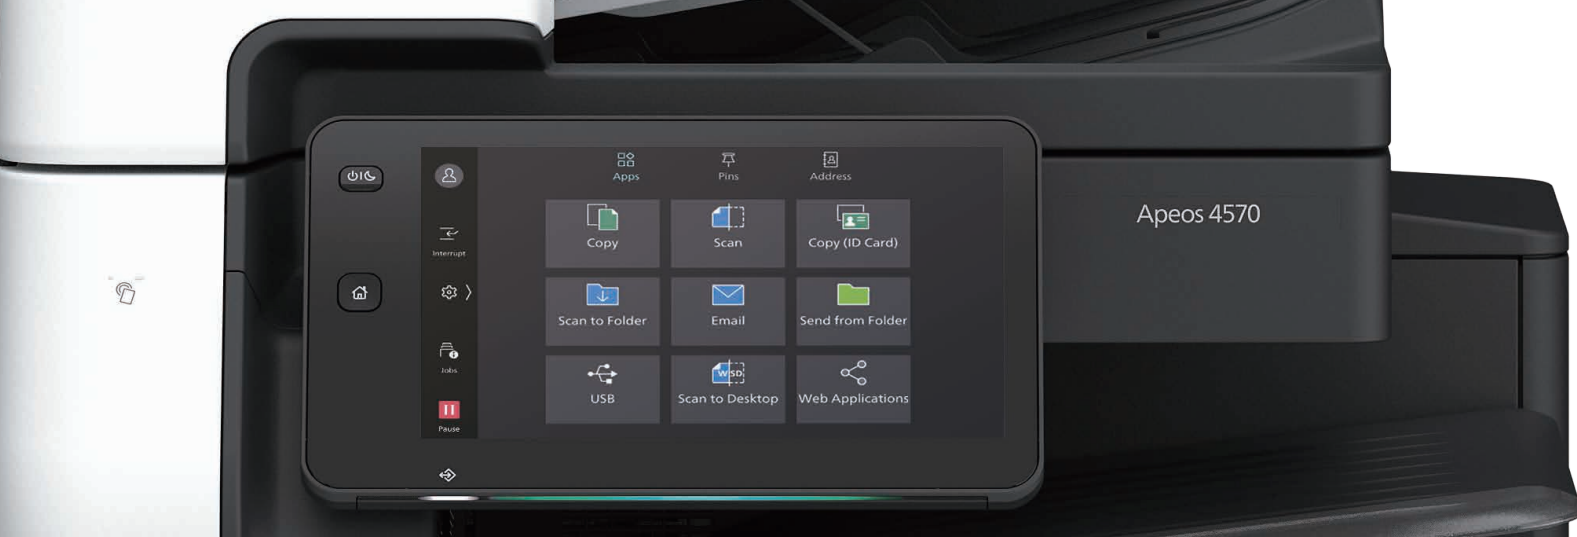 Apps
Pins
Address
Interrupt
Jobs
Pause
Copy
Scan
Copy (ID Card)
Scan to Folder
Email
Send from Folder
USB
WSD
Scan to Desktop
Web Applications
Apeos 4570